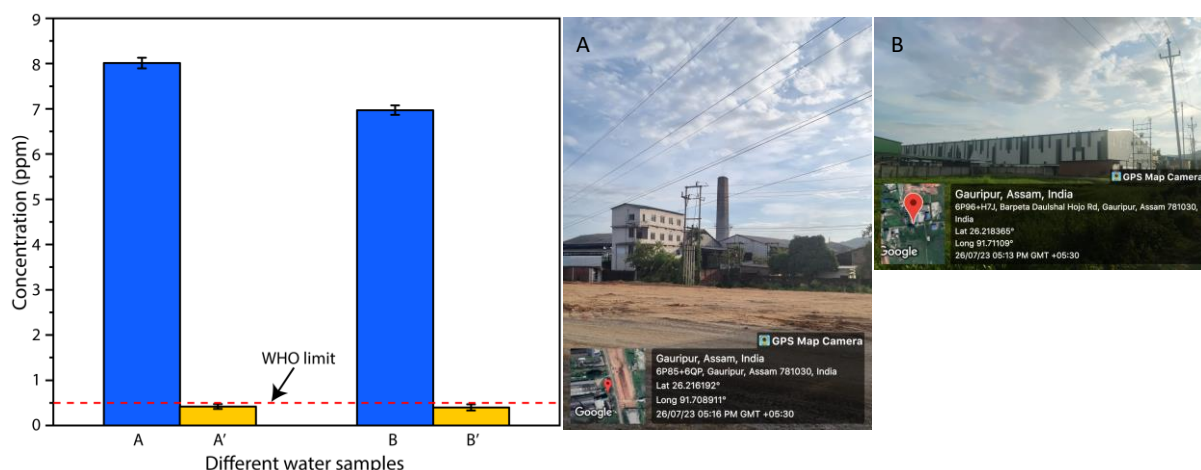 9
8
7
6
5
4
3
2
1
0
Concentration (ppm)
WHO limit
A
A′
B
B′
Different water samples
A
GPS Map Camera
Gauripur, Assam, India
6P85+6QP, Gauripur, Assam 781030, India
Lat 26.216192°
Long 91.708911°
26/07/23 05:16 PM GMT +05:30
Google
B
GPS Map Camera
Gauripur, Assam, India
6P96+H7J, Barpeta Daulshal Hojo Rd, Gauripur, Assam 781030,
India
Lat 26.218365°
Long 91.71109°
26/07/23 05:13 PM GMT +05:30
Google